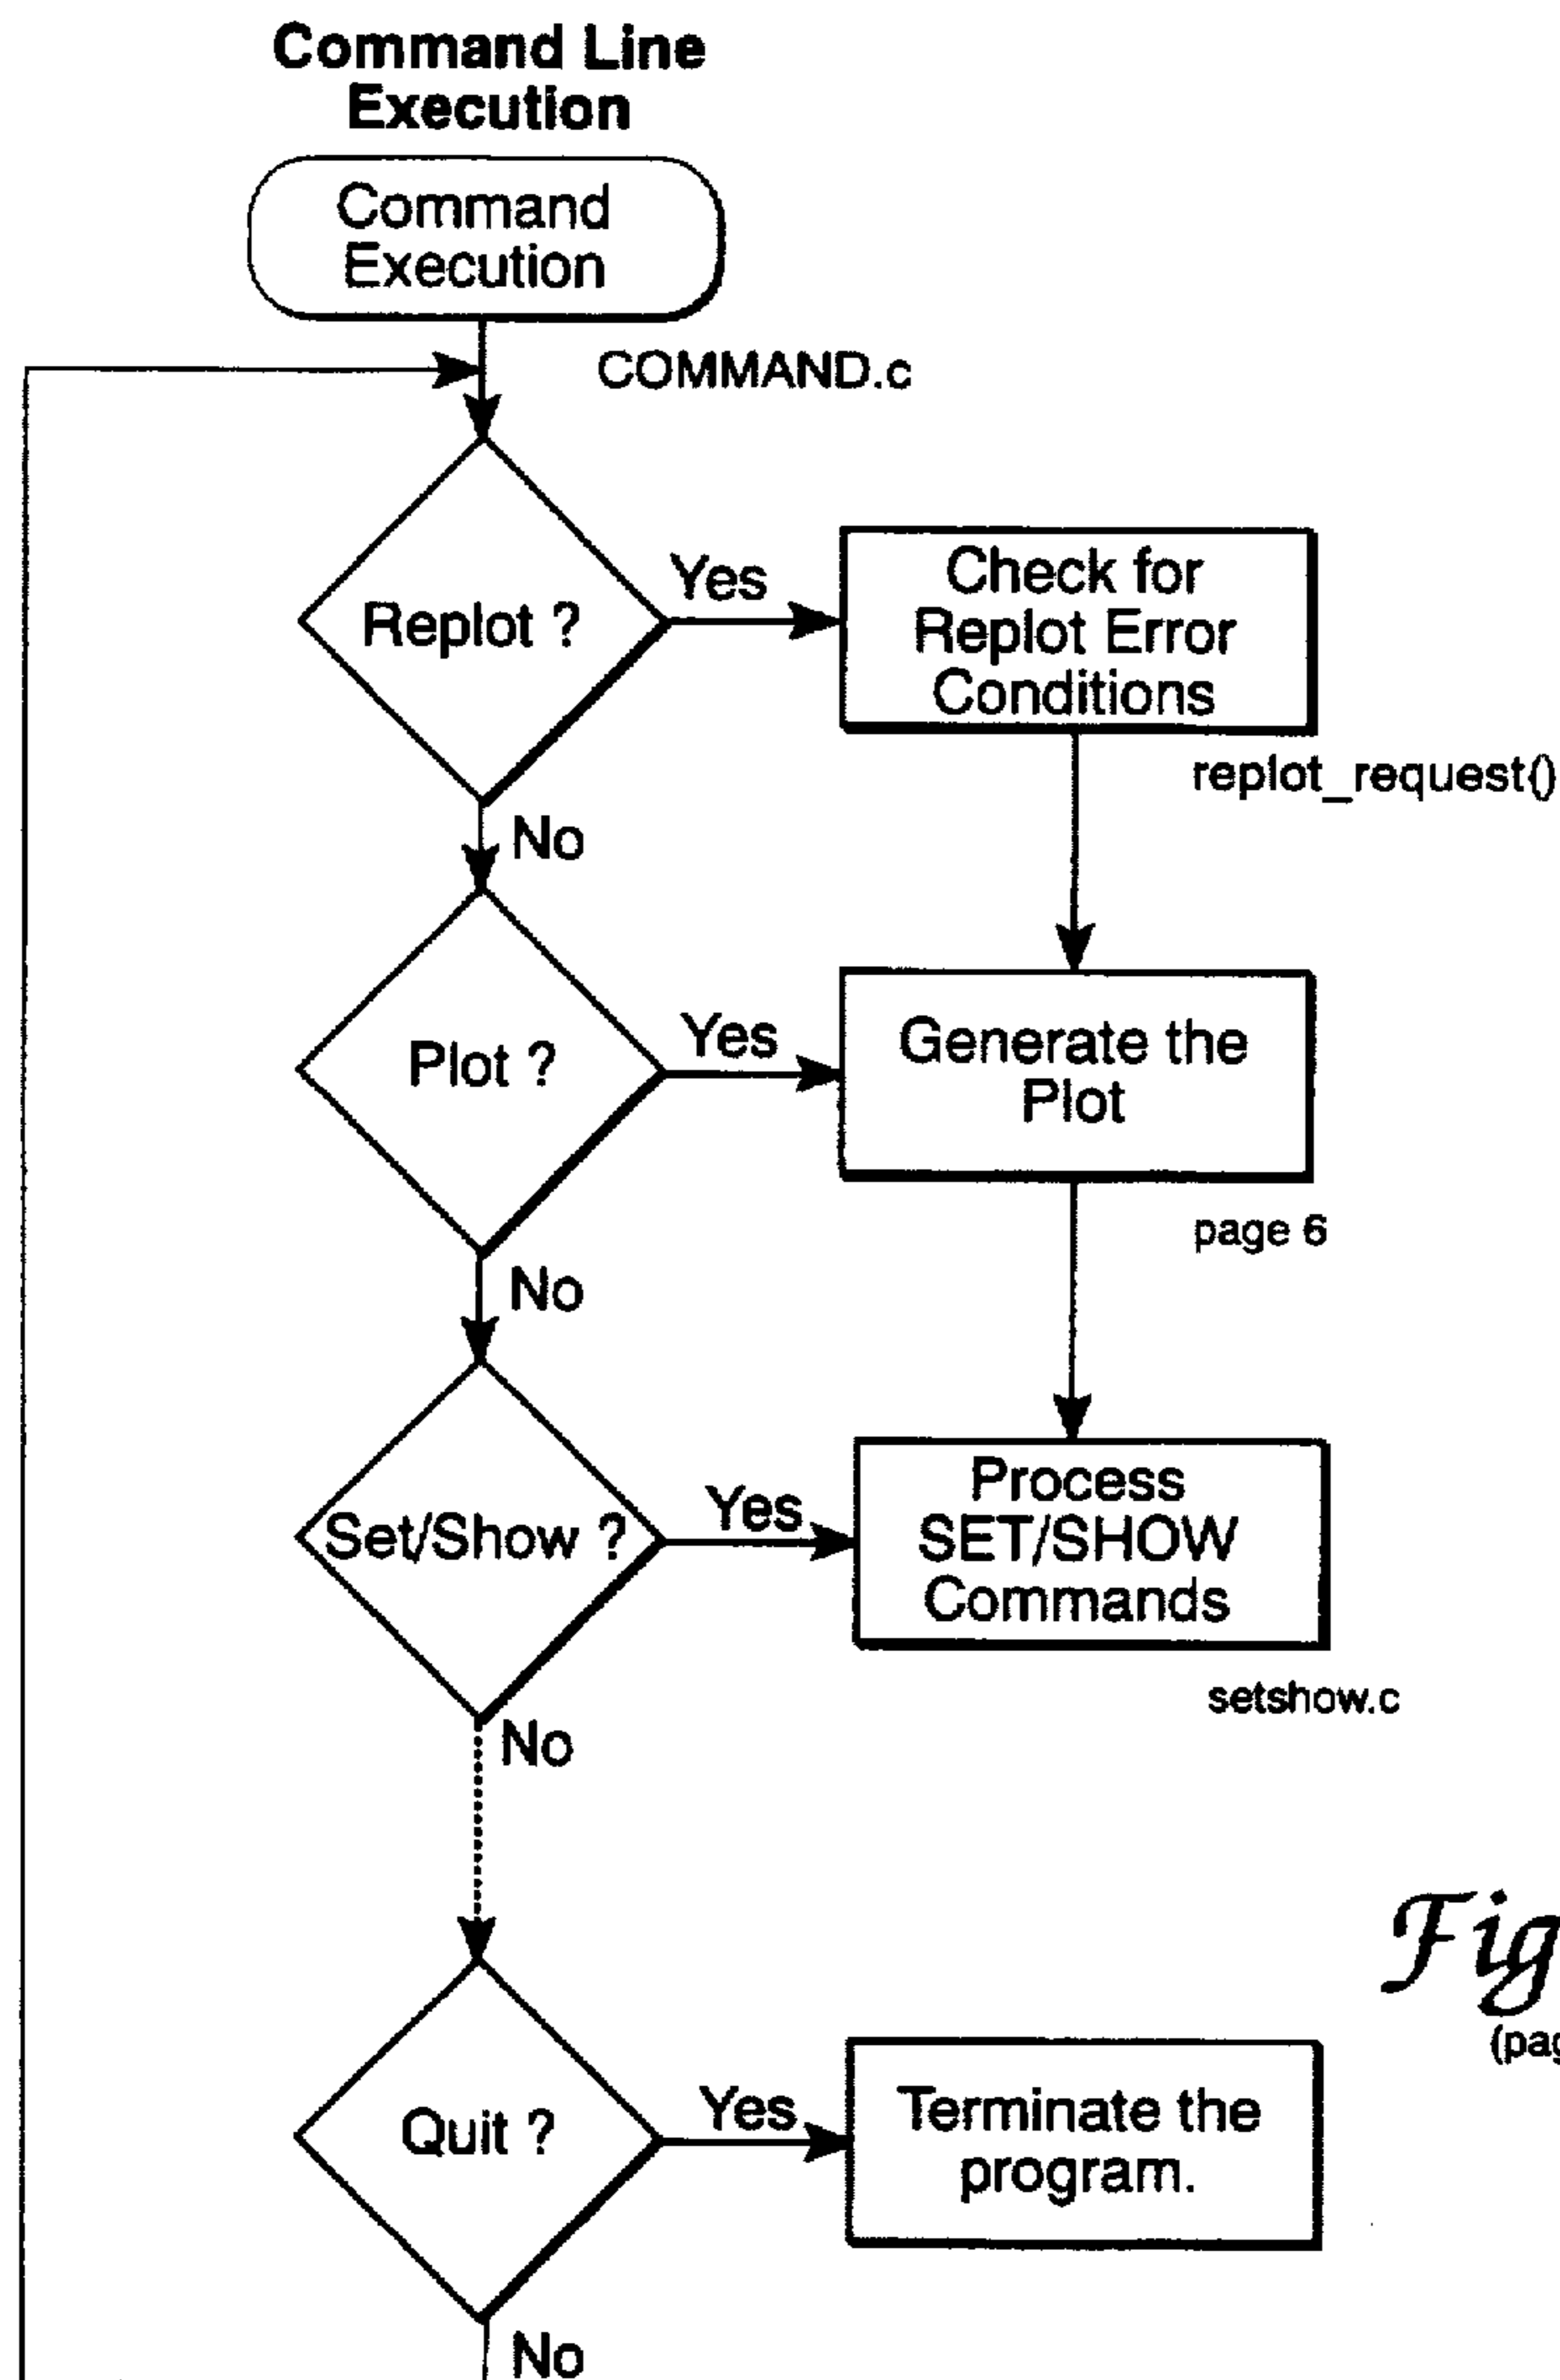 Command Line
Execution
Command
Execution
COMMAND.c
Replot ?
Yes
Check for
Replot Error
Conditions
replot_request()
No
Plot ?
Yes
Generate the
Plot
page 6
No
Set/Show ?
Yes
Process
SET/SHOW
Commands
setshow.c
No
Fig
Quit ?
Yes
Terminate the
program.
No